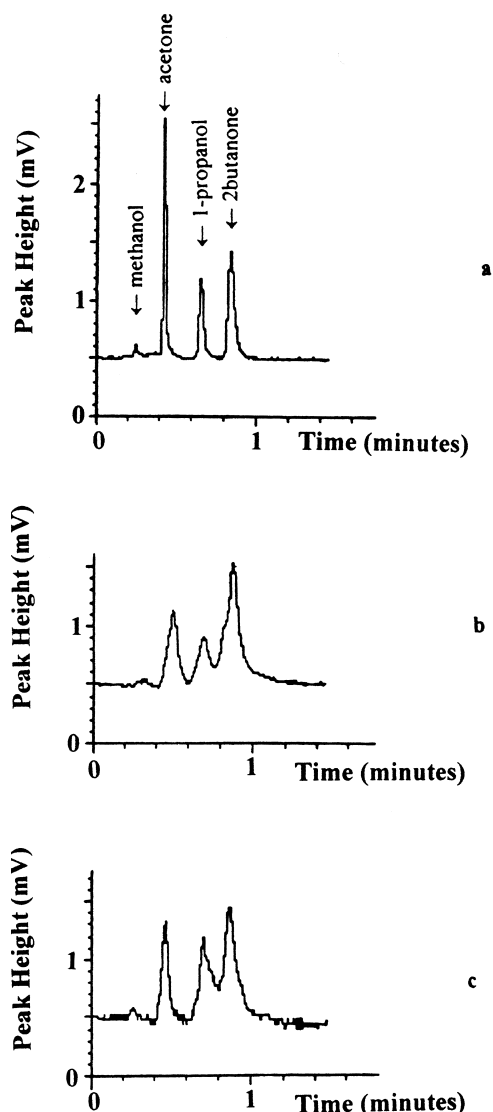 acetone
methanol
1-propanol
2butanone
Peak Height (mV)
2
1
0
0
1
Time (minutes)
a
Peak Height (mV)
1
0
0
1
Time (minutes)
b
Peak Height (mV)
1
0
0
1
Time (minutes)
c